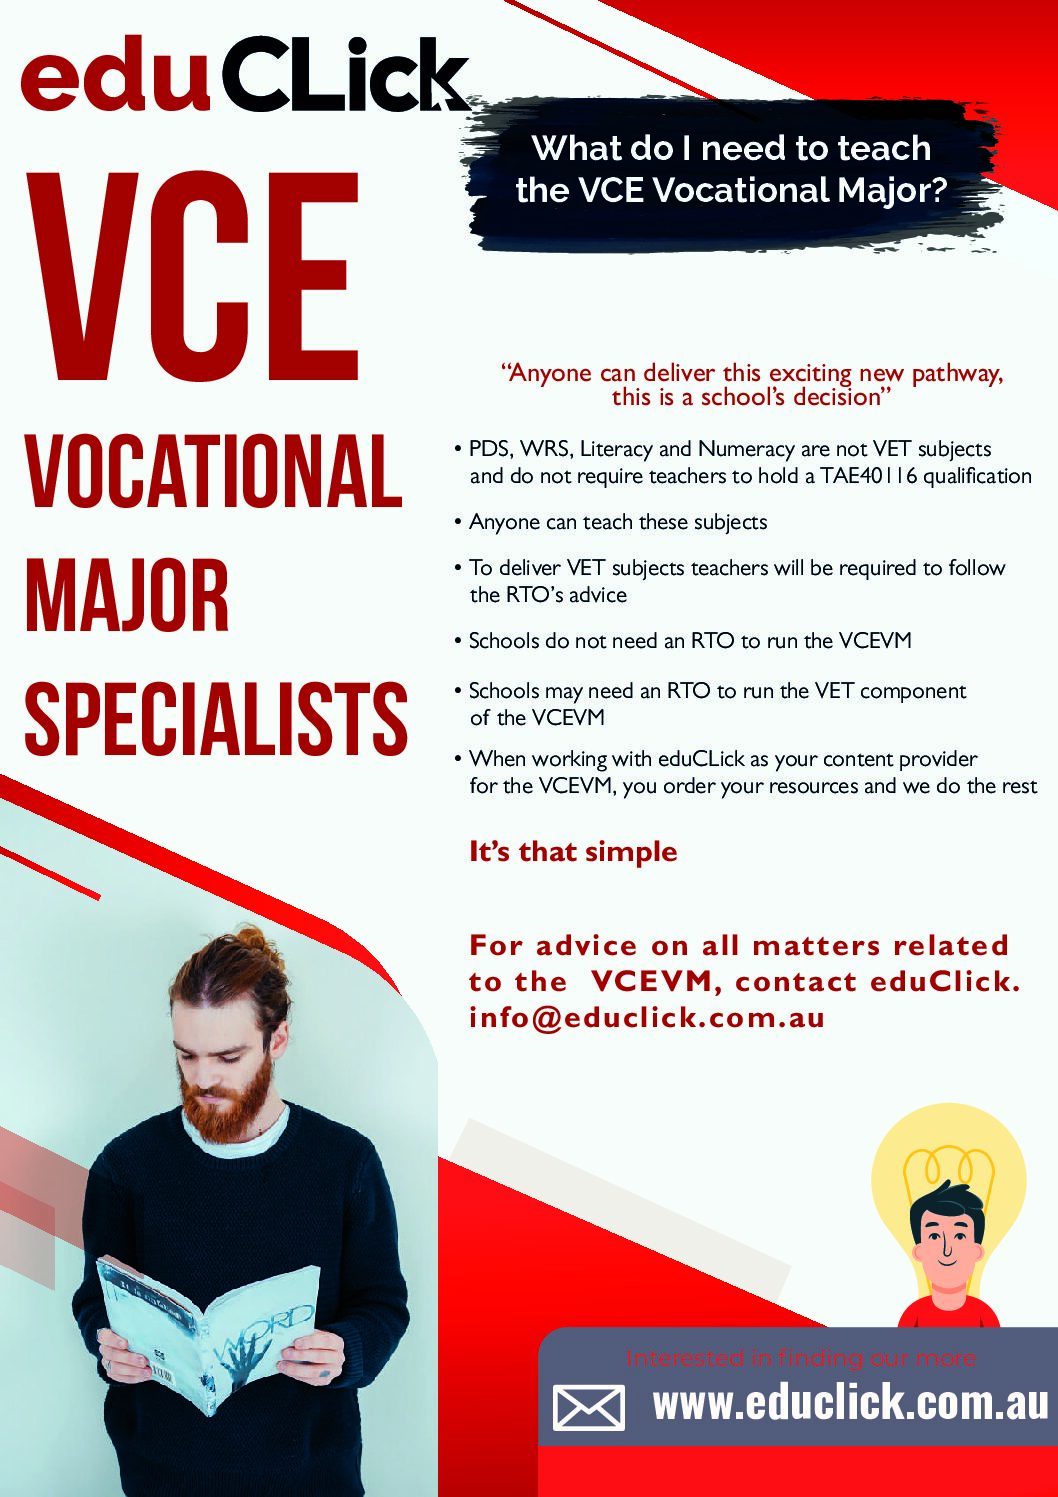 eduCLick
What do I need to teach
the VCE Vocational Major?
VCE
VOCATIONAL
MAJOR
SPECIALISTS
“Anyone can deliver this exciting new pathway,
this is a school’s decision”
• PDS, WRS, Literacy and Numeracy are not VET subjects
and do not require teachers to hold a TAE40116 qualification
• Anyone can teach these subjects
• To deliver VET subjects teachers will be required to follow
the RTO’s advice
• Schools do not need an RTO to run the VCEVM
• Schools may need an RTO to run the VET component
of the VCEVM
• When working with eduCLick as your content provider
for the VCEVM, you order your resources and we do the rest
It’s that simple
For advice on all matters related
to the VCEVM, contact eduClick.
info@educlick.com.au
WORD
Interested in finding our more
www.educlick.com.au